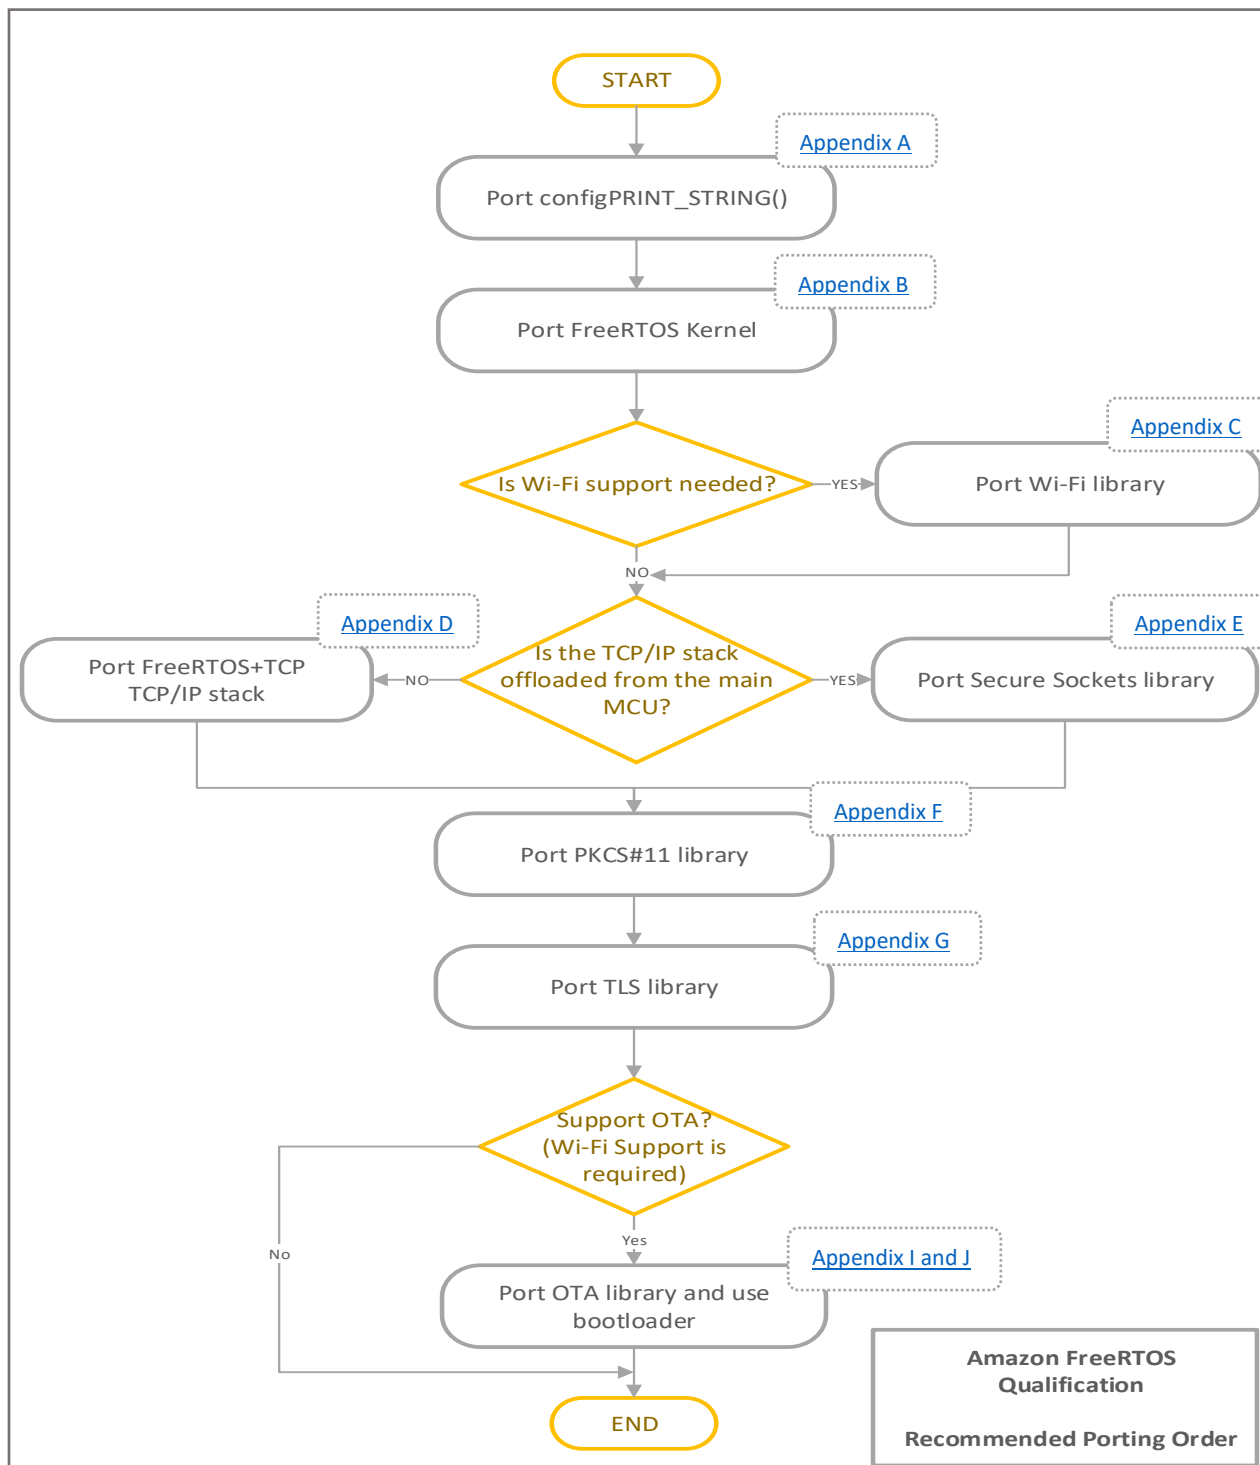 START
Appendix A
Port configPRINT_STRING()
Appendix B
Port FreeRTOS Kernel
Appendix C
Is Wi-Fi support needed?
YES
Port Wi-Fi library
NO
Appendix D
Appendix E
Port FreeRTOS+TCP
TCP/IP stack
NO
Is the TCP/IP stack
offloaded from the main
MCU?
YES
Port Secure Sockets library
Appendix F
Port PKCS#11 library
Appendix G
Port TLS library
Support OTA?
(Wi-Fi Support is
required)
No
Yes
Appendix I and J
Port OTA library and use
bootloader
END
Amazon FreeRTOS
Qualification
Recommended Porting Order